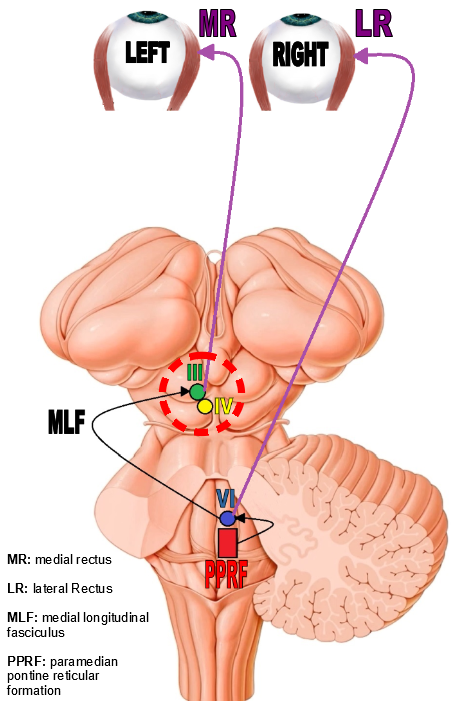 MR
LR
LEFT
RIGHT
III
IV
MLF
VI
PPRF
MR: medial rectus
LR: lateral Rectus
MLF: medial longitudinal
fasciculus
PPRF: paramedian
pontine reticular
formation